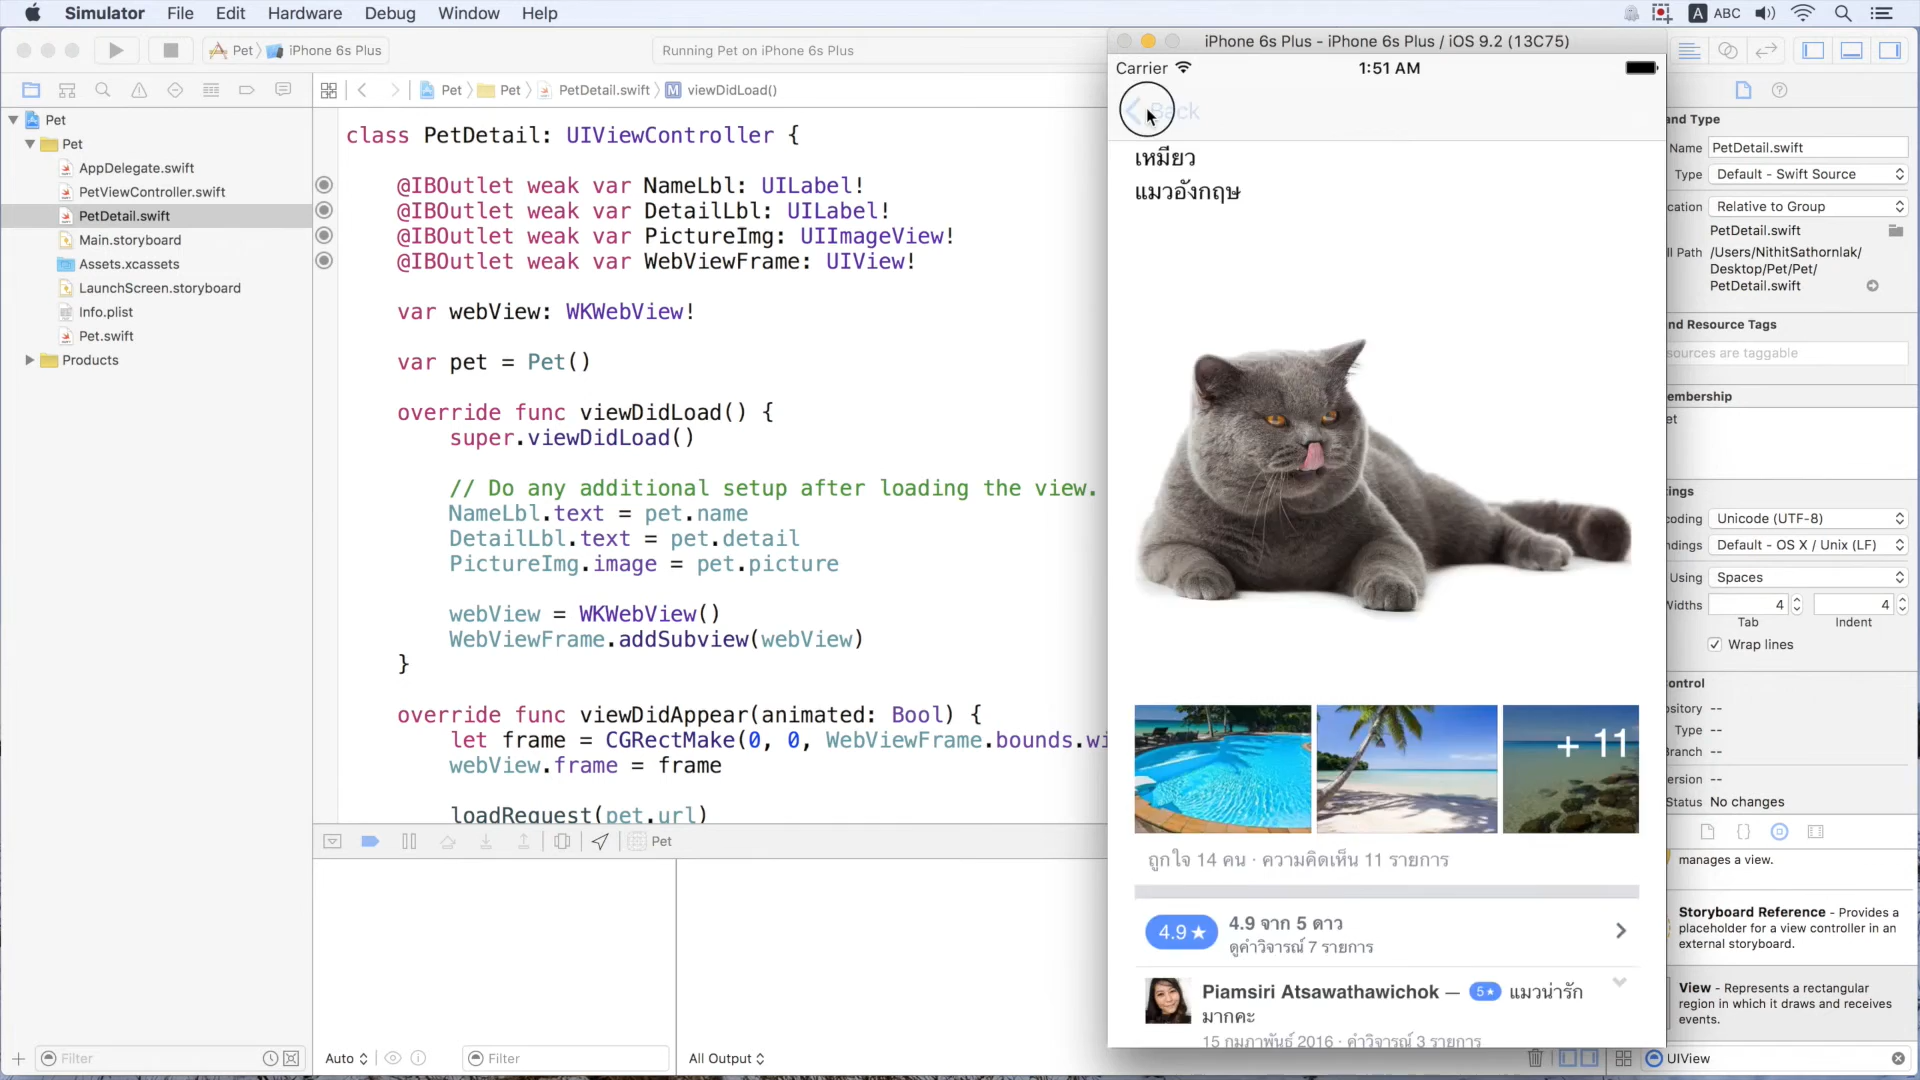 Simulator File Edit Hardware Debug Window Help
ABC
Pet iPhone 6s Plus
Running Pet on iPhone 6s Plus
Pet Pet PetDetail.swift M viewDidLoad()
Pet
Pet
AppDelegate.swift
PetViewController.swift
PetDetail.swift
Main.storyboard
Assets.xcassets
LaunchScreen.storyboard
Info.plist
Pet.swift
Products
Filter
class PetDetail: UIViewController {
@IBOutlet weak var NameLbl: UILabel!
@IBOutlet weak var DetailLbl: UILabel!
@IBOutlet weak var PictureImg: UIImageView!
@IBOutlet weak var WebViewFrame: UIView!
var webView: WKWebView!
var pet = Pet()
override func viewDidLoad() {
super.viewDidLoad()
// Do any additional setup after loading the view.
NameLbl.text = pet.name
DetailLbl.text = pet.detail
PictureImg.image = pet.picture
webView = WKWebView()
WebViewFrame.addSubview(webView)
}
override func viewDidAppear(animated: Bool) {
let frame = CGRectMake(0, 0, WebViewFrame.bounds.wi
webView.frame = frame
loadRequest(pet.url)
Pet
Auto
Filter
All Output
iPhone 6s Plus - iPhone 6s Plus / iOS 9.2 (13C75)
Carrier 1:51 AM
Back
เหมียว
แมวอังกฤษ
+ 11
ถูกใจ 14 คน · ความคิดเห็น 11 รายการ
4.9 ★ 4.9 จาก 5 ดาว
ดูคำวิจารณ์ 7 รายการ
Piamsiri Atsawathawichok — 5★ แมวน่ารัก
มากคะ
15 กุมภาพันธ์ 2016 · คำวิจารณ์ 3 รายการ
and Type
Name PetDetail.swift
Type Default - Swift Source
cation Relative to Group
PetDetail.swift
ll Path /Users/NithitSathornlak/
Desktop/Pet/Pet/
PetDetail.swift
nd Resource Tags
sources are taggable
embership
et
tings
coding Unicode (UTF-8)
ndings Default - OS X / Unix (LF)
Using Spaces
Widths 4 4
Tab Indent
Wrap lines
ontrol
ository --
Type --
Branch --
ersion --
Status No changes
manages a view.
Storyboard Reference - Provides a
placeholder for a view controller in an
external storyboard.
View - Represents a rectangular
region in which it draws and receives
events.
UIView